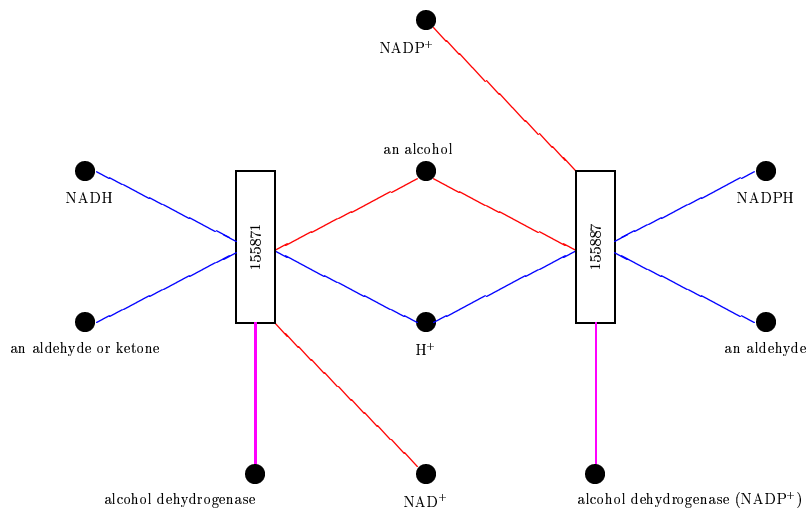 NADP⁺
an alcohol
NADH
155871
155887
NADPH
an aldehyde or ketone
H⁺
an aldehyde
alcohol dehydrogenase
NAD⁺
alcohol dehydrogenase (NADP⁺)